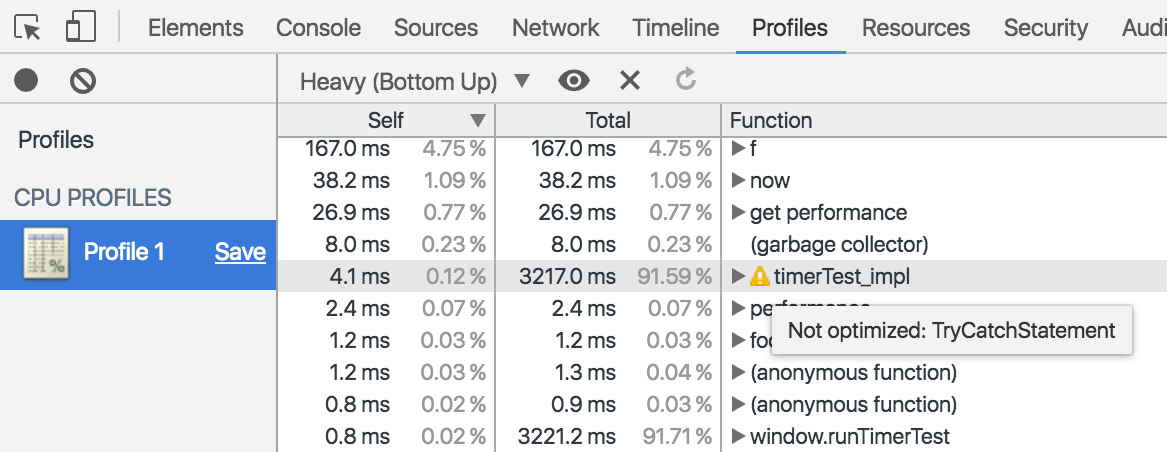 Elements Console Sources Network Timeline Profiles Resources Security Audi
Heavy (Bottom Up)
Profiles
CPU PROFILES
Profile 1 Save
Self Total Function
167.0 ms 4.75 % 167.0 ms 4.75 % f
38.2 ms 1.09 % 38.2 ms 1.09 % now
26.9 ms 0.77 % 26.9 ms 0.77 % get performance
8.0 ms 0.23 % 8.0 ms 0.23 % (garbage collector)
4.1 ms 0.12 % 3217.0 ms 91.59 % timerTest_impl
2.4 ms 0.07 % 2.4 ms 0.07 % performance
Not optimized: TryCatchStatement
1.2 ms 0.03 % 1.2 ms 0.03 %
1.2 ms 0.03 % 1.3 ms 0.04 % (anonymous function)
0.8 ms 0.02 % 0.9 ms 0.03 % (anonymous function)
0.8 ms 0.02 % 3221.2 ms 91.71 % window.runTimerTest